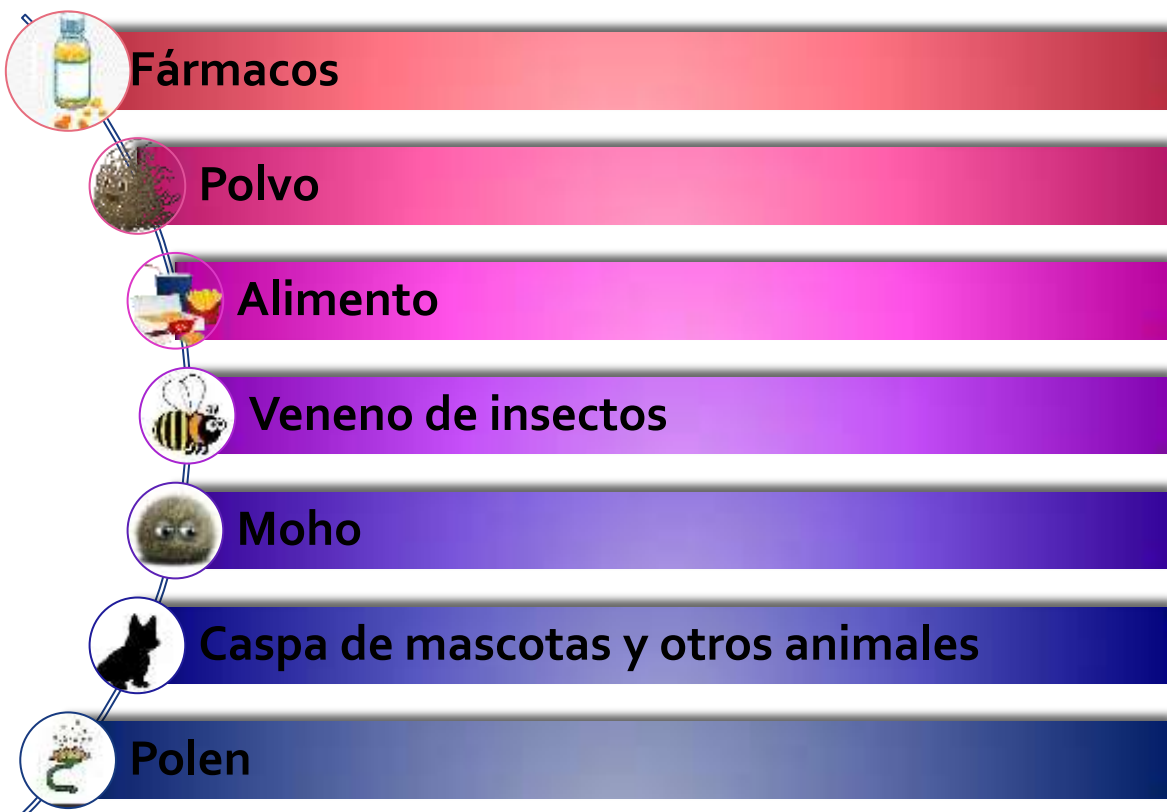 Fármacos
Polvo
Alimento
Veneno de insectos
Moho
Caspa de mascotas y otros animales
Polen